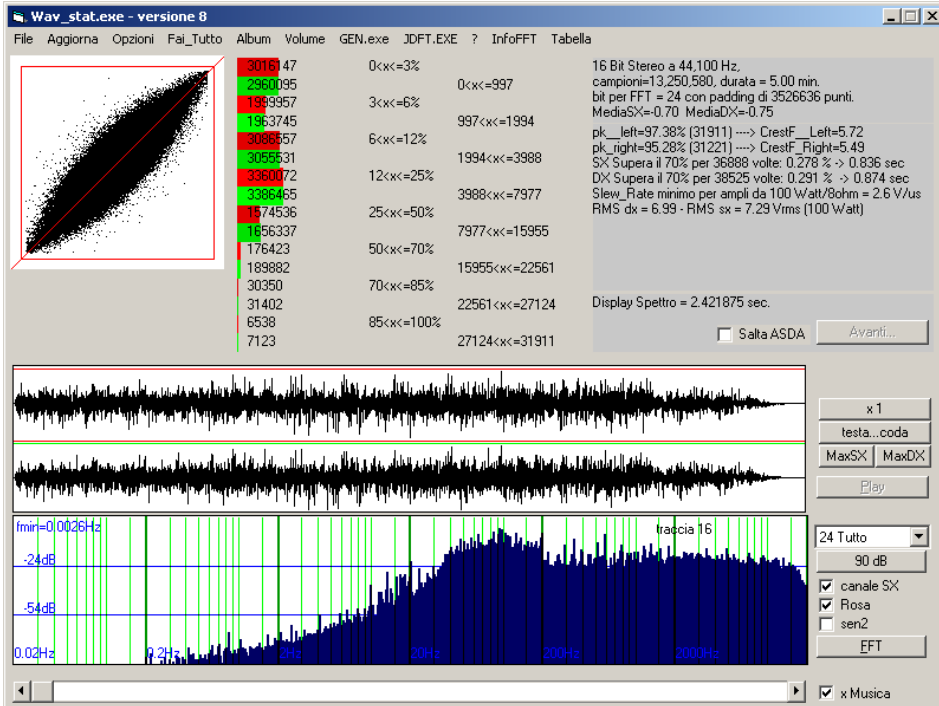 Wav_stat.exe - versione 8
File Aggiorna Opzioni Fai_Tutto Album Volume GEN.exe JDFT.EXE ? InfoFFT Tabella
3016147 0<x<=3%
2960095 0<x<=997
1999957 3<x<=6%
1963745 997<x<=1994
3086557 6<x<=12%
3055531 1994<x<=3988
3360072 12<x<=25%
3386465 3988<x<=7977
1574536 25<x<=50%
1656337 7977<x<=15955
176423 50<x<=70%
189882 15955<x<=22561
30350 70<x<=85%
31402 22561<x<=27124
6538 85<x<=100%
7123 27124<x<=31911
16 Bit Stereo a 44,100 Hz,
campioni=13,250,580, durata = 5.00 min.
bit per FFT = 24 con padding di 3526636 punti.
MediaSX=-0.70 MediaDX=-0.75
pk__left=97.38% (31911) ----> CrestF__Left=5.72
pk_right=95.28% (31221) ----> CrestF_Right=5.49
SX Supera il 70% per 36888 volte: 0.278 % -> 0.836 sec
DX Supera il 70% per 38525 volte: 0.291 % -> 0.874 sec
Slew_Rate minimo per ampli da 100 Watt/8ohm = 2.6 V/us
RMS dx = 6.99 - RMS sx = 7.29 Vrms (100 Watt)
Display Spettro = 2.421875 sec.
Salta ASDA
Avanti...
x 1
testa...coda
MaxSX MaxDX
Play
fmin=0.0026Hz traccia 16
-24dB
-54dB
0.02Hz 0.2Hz 2Hz 20Hz 200Hz 2000Hz
24 Tutto
90 dB
canale SX
Rosa
sen2
FFT
x Musica